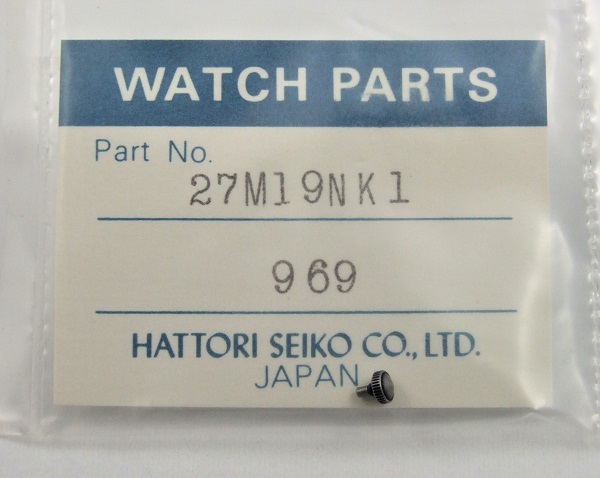 WATCH PARTS
Part No.
27M19NK1
969
HATTORI SEIKO CO., LTD.
JAPAN